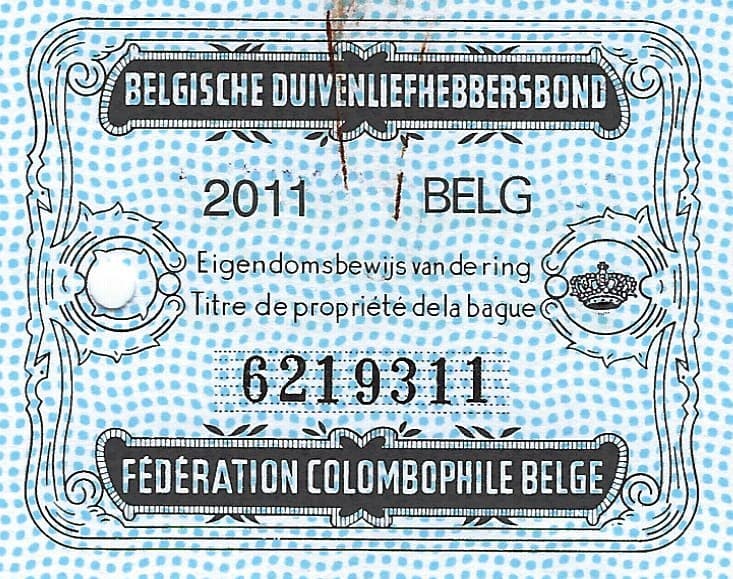 BELGISCHE DUIVENLIEFHEBBERSBOND
2011 BELG
Eigendomsbewijs van de ring
Titre de propriété de la bague
6219311
FÉDÉRATION COLOMBOPHILE BELGE